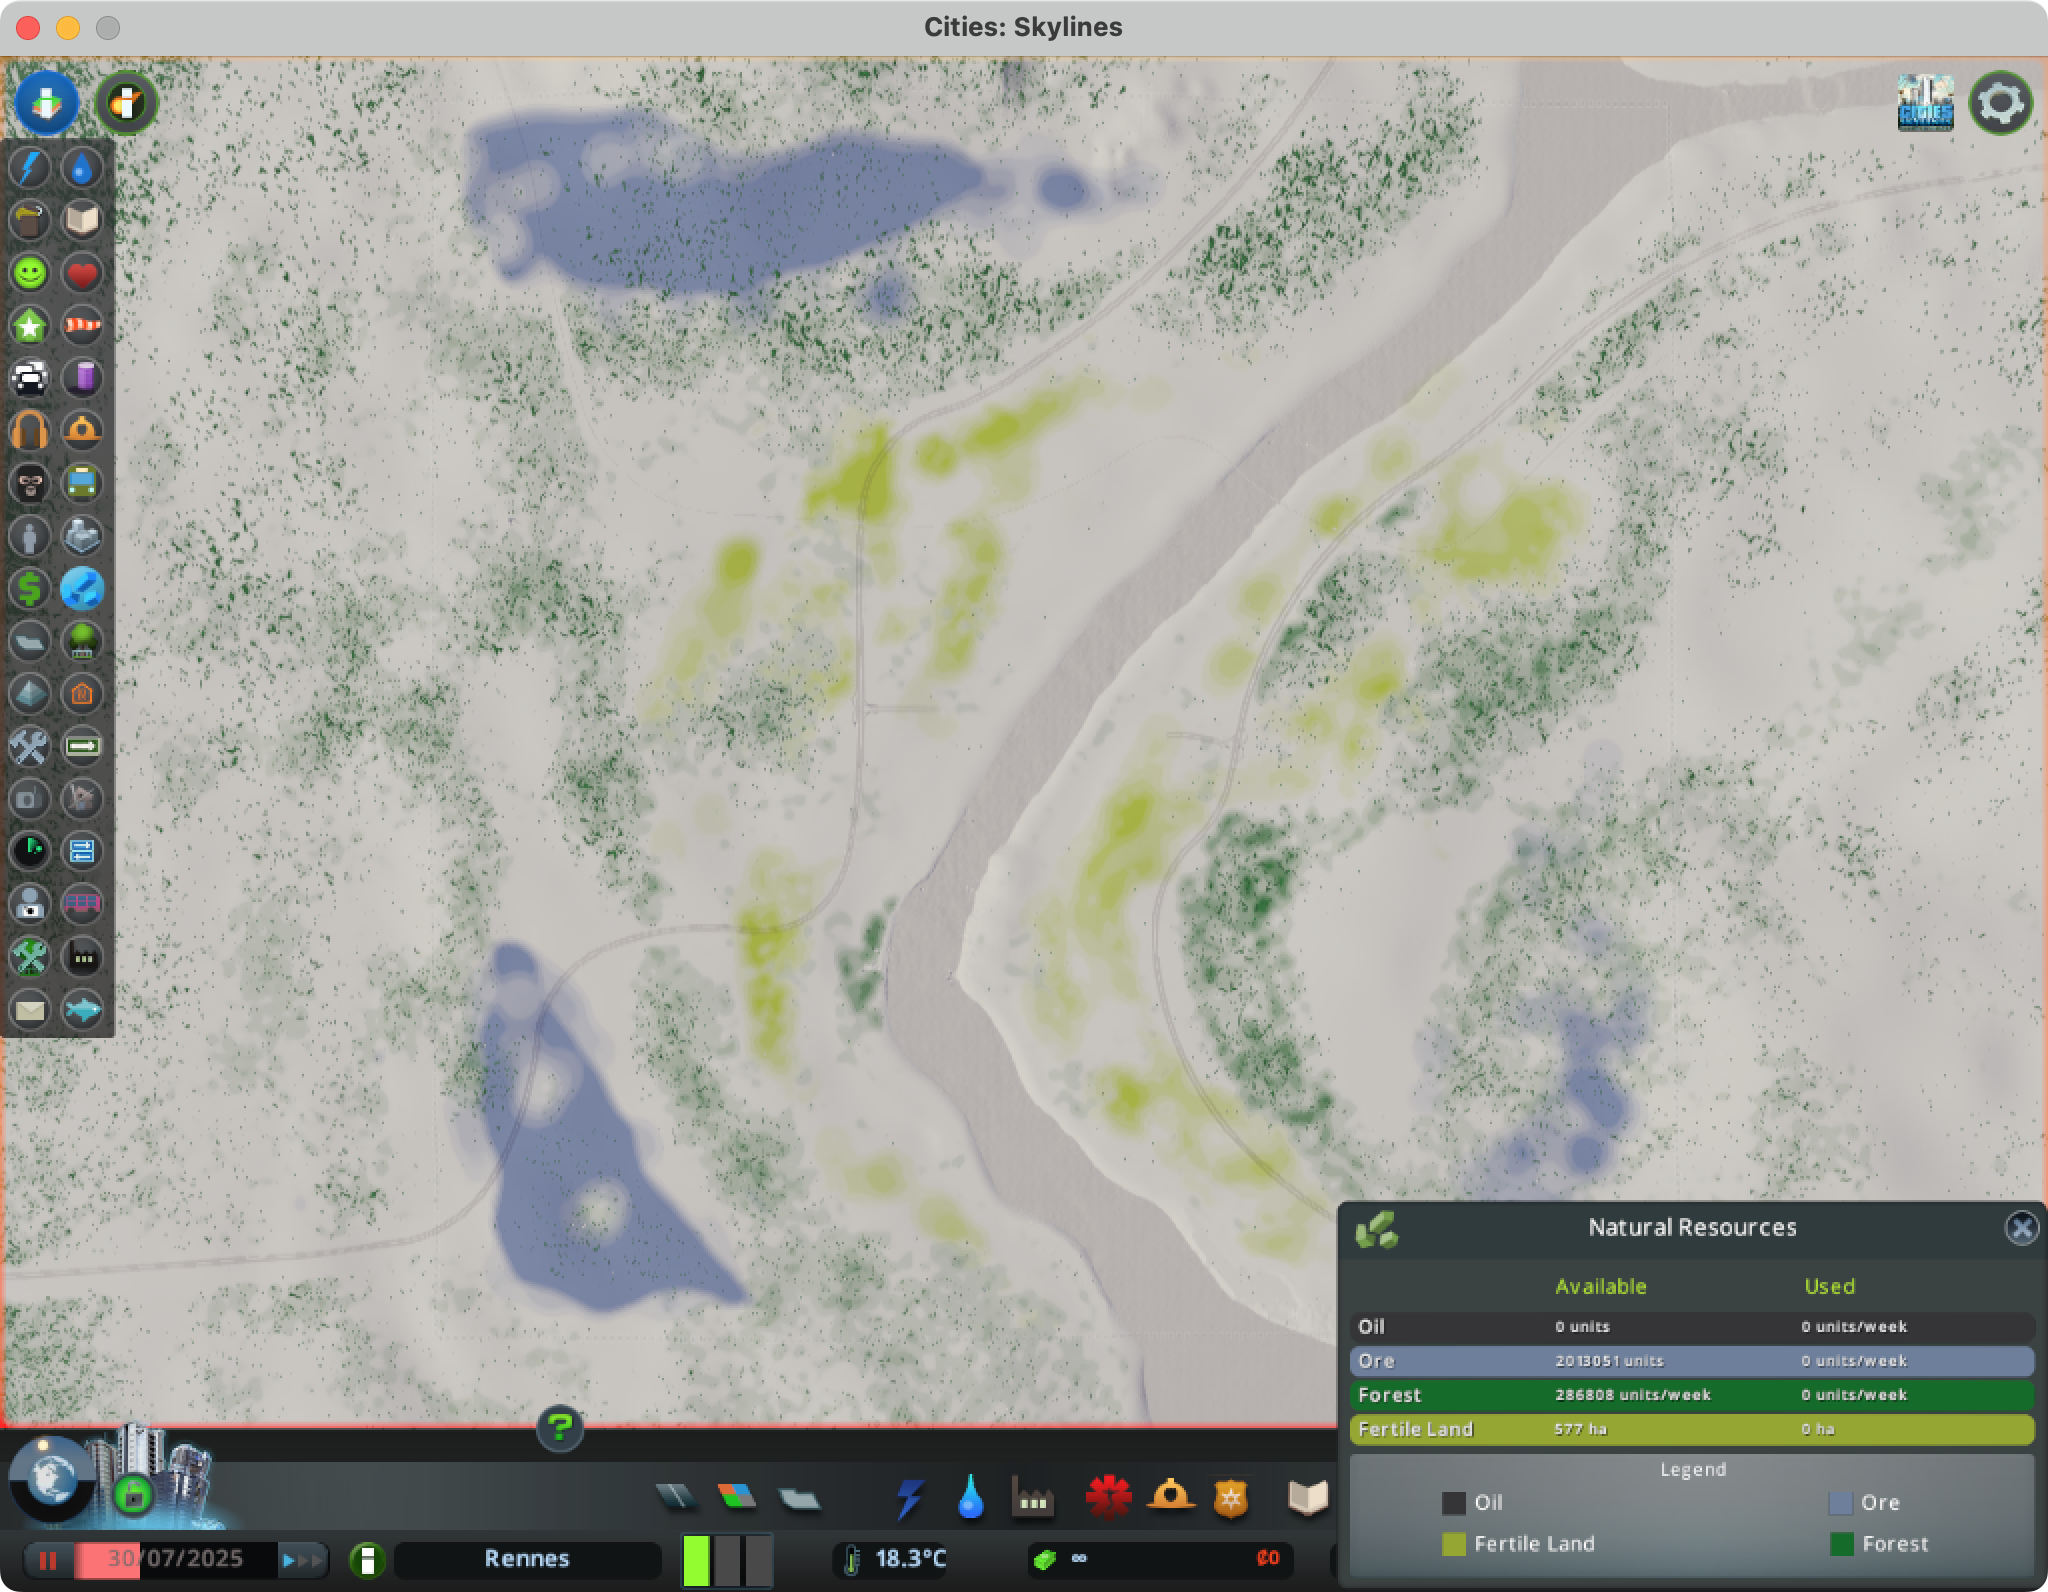 Cities: Skylines
CITIES
Natural Resources
Available Used
Oil 0 units 0 units/week
Ore 2013051 units 0 units/week
Forest 286808 units/week 0 units/week
Fertile Land 577 ha 0 ha
Legend
Oil Ore
Fertile Land Forest
?
30/07/2025 Rennes 18.3°C ∞ ₡0